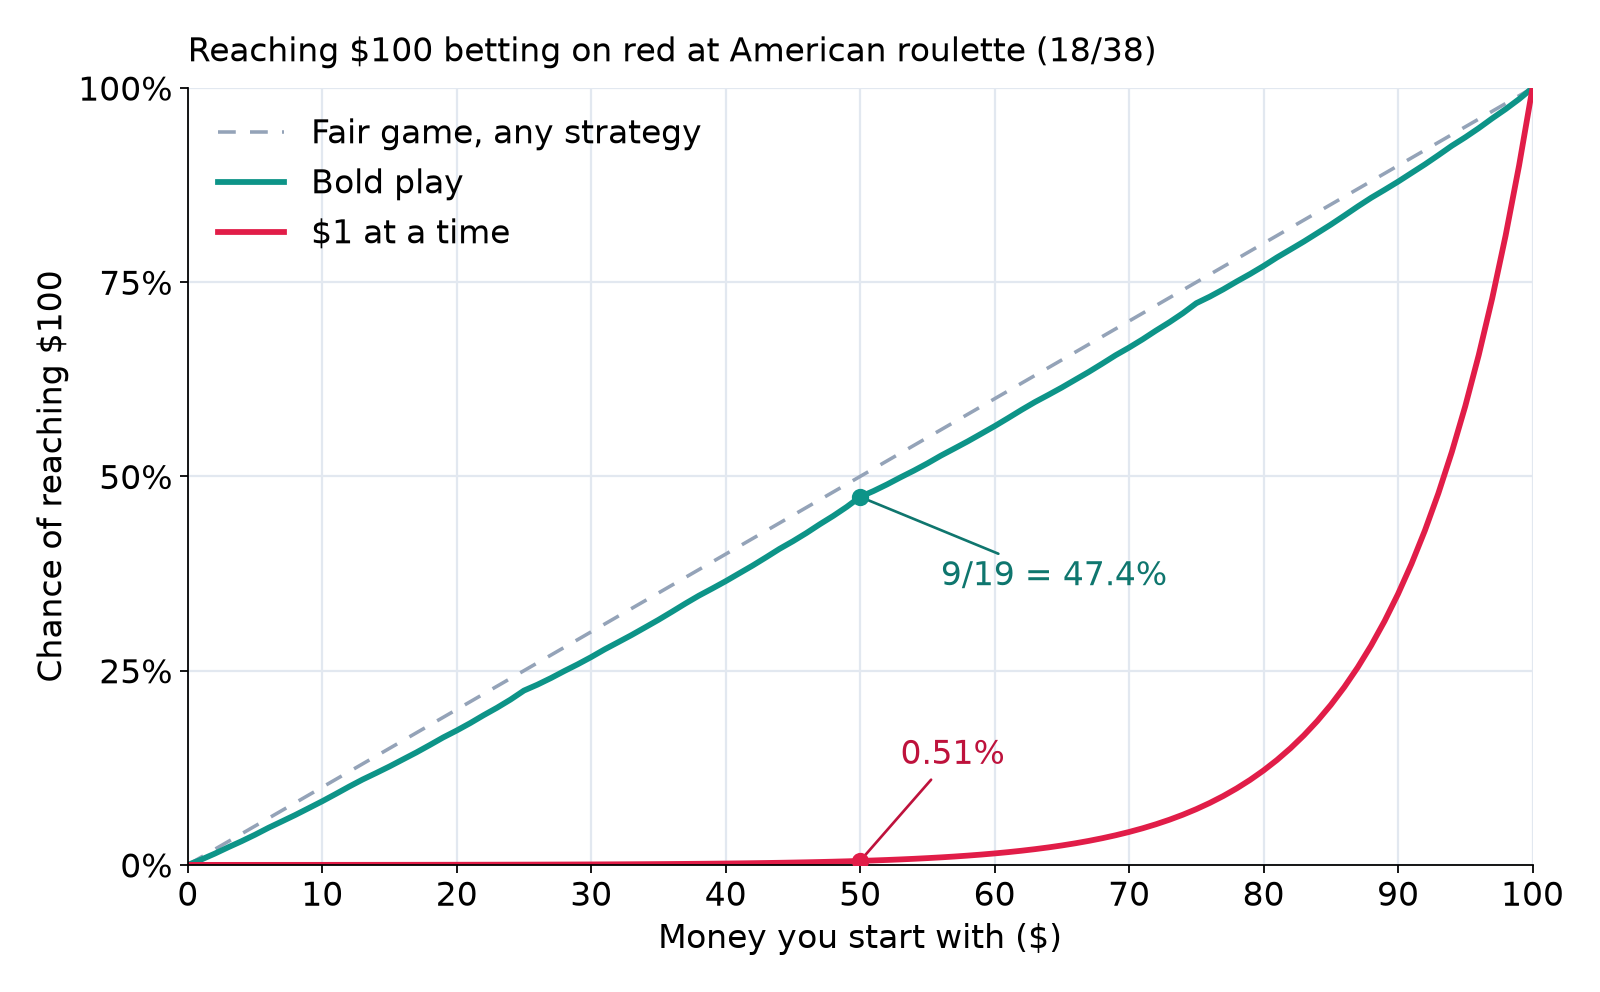 Reaching $100 betting on red at American roulette (18/38)
100%
75%
50%
25%
0%
Chance of reaching $100
Fair game, any strategy
Bold play
$1 at a time
9/19 = 47.4%
0.51%
0 10 20 30 40 50 60 70 80 90 100
Money you start with ($)